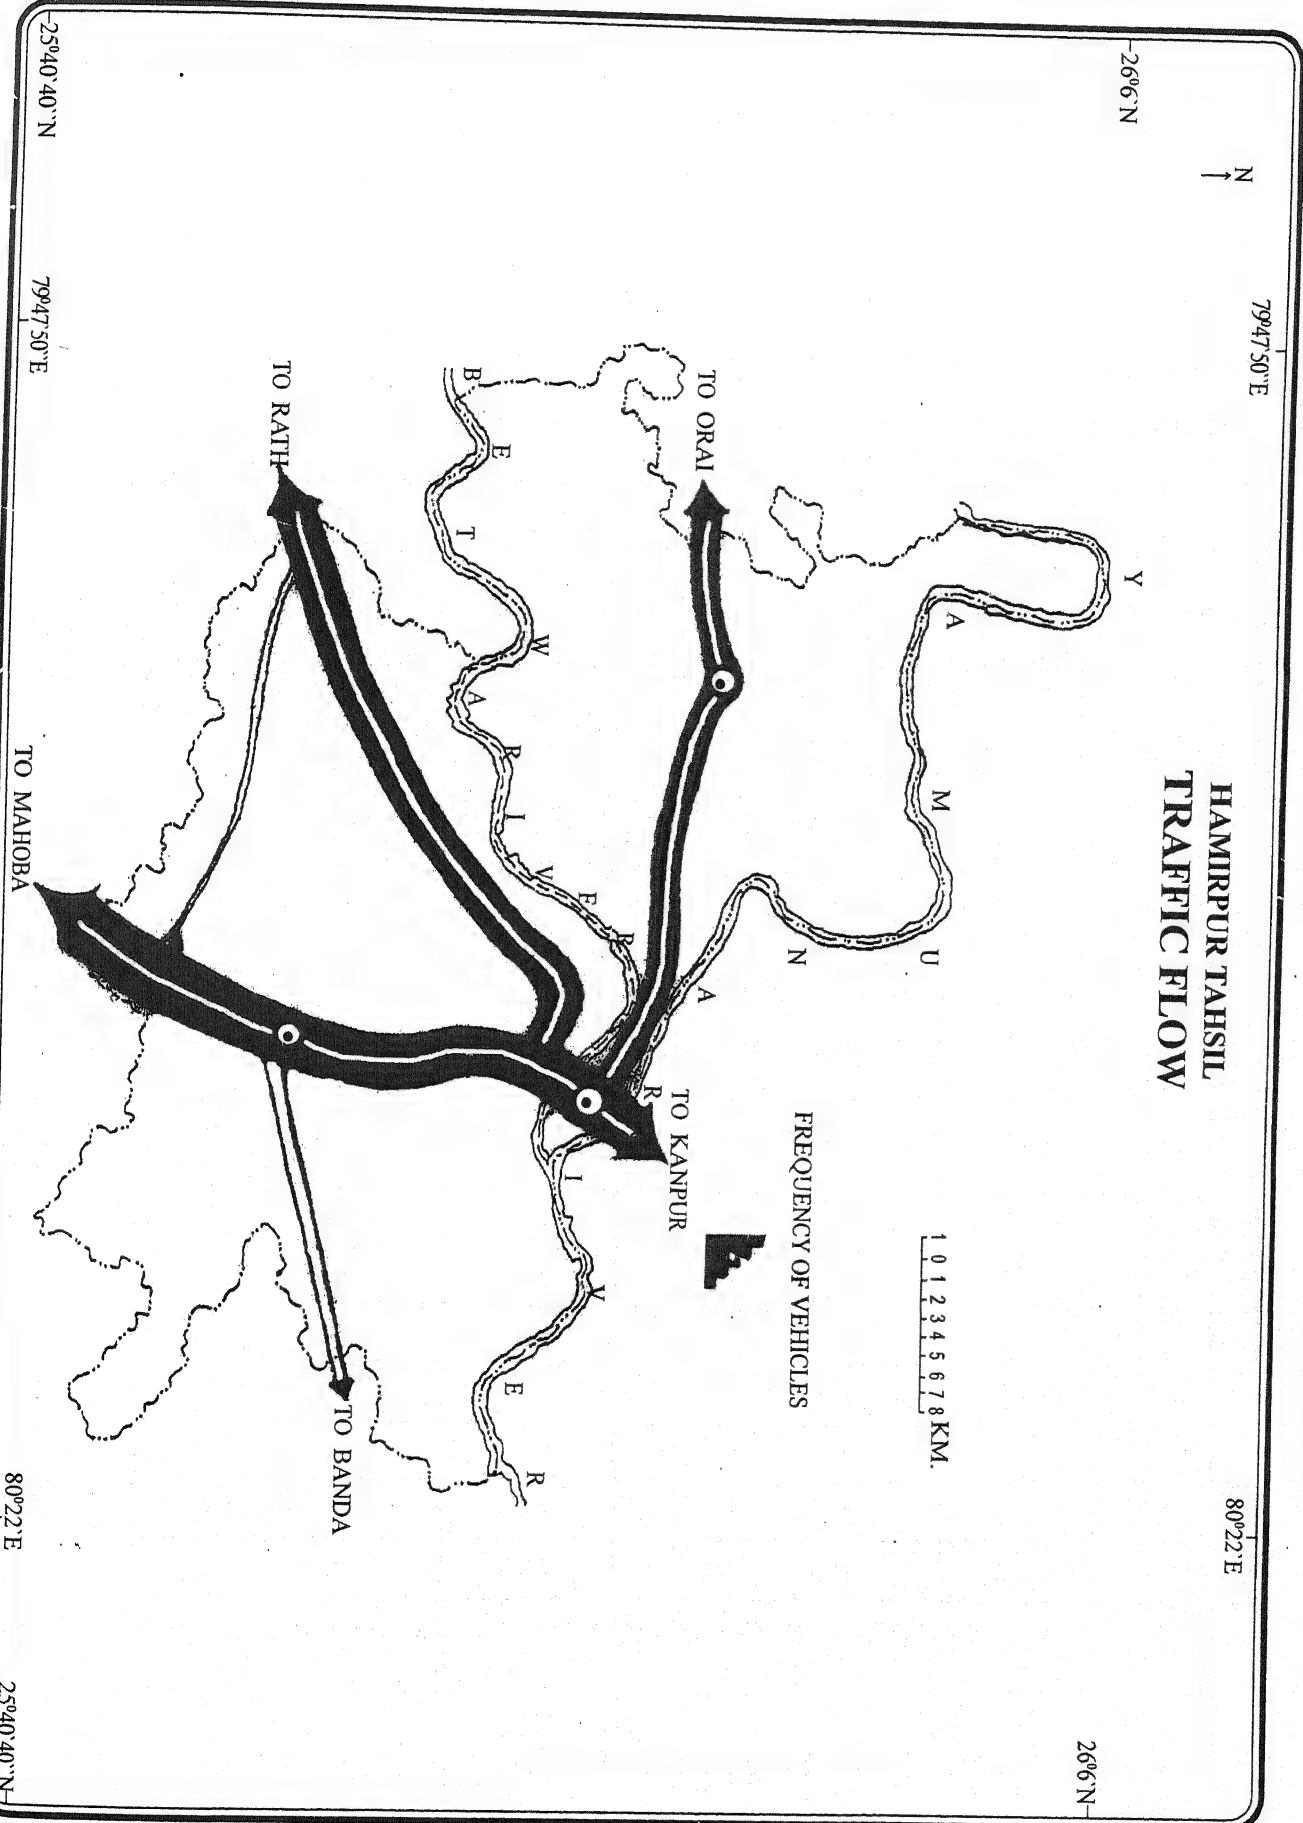 HAMIRPUR TAHSIL
TRAFFIC FLOW
79°47'50"E
80°22'E
26°6'N
26°6'N
N
1 0 1 2 3 4 5 6 7 8 KM.
FREQUENCY OF VEHICLES
Y A M U N A R I V E R
TO ORAI
TO KANPUR
B E T W A R I V E R
TO RATH
TO BANDA
TO MAHOBA
25°40'40"N
25°40'40"N
79°47'50"E
80°22'E